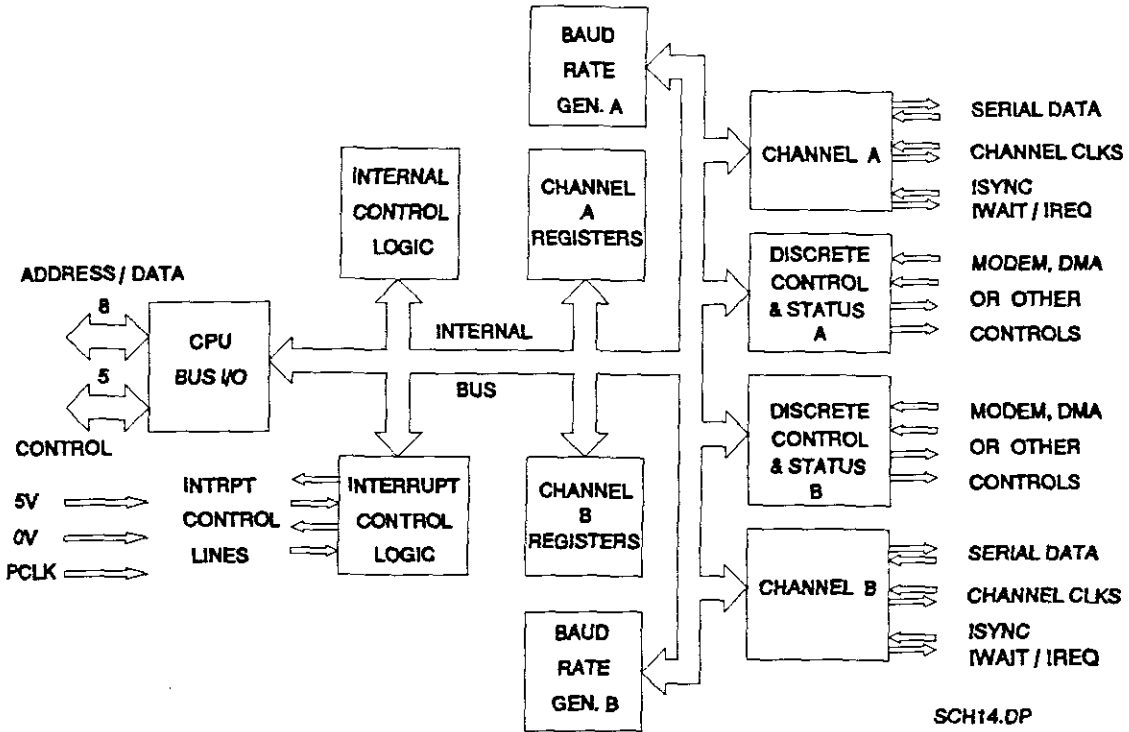 BAUD
RATE
GEN. A
INTERNAL
CONTROL
LOGIC
CHANNEL
A
REGISTERS
CHANNEL A
SERIAL DATA
CHANNEL CLKS
ISYNC
IWAIT / IREQ
DISCRETE
CONTROL
& STATUS
A
MODEM, DMA
OR OTHER
CONTROLS
ADDRESS / DATA
8
CPU
BUS I/O
5
CONTROL
INTERNAL
BUS
DISCRETE
CONTROL
& STATUS
B
MODEM, DMA
OR OTHER
CONTROLS
5V
0V
PCLK
INTRPT
CONTROL
LINES
INTERRUPT
CONTROL
LOGIC
CHANNEL
B
REGISTERS
CHANNEL B
SERIAL DATA
CHANNEL CLKS
ISYNC
IWAIT / IREQ
BAUD
RATE
GEN. B
SCH14.DP